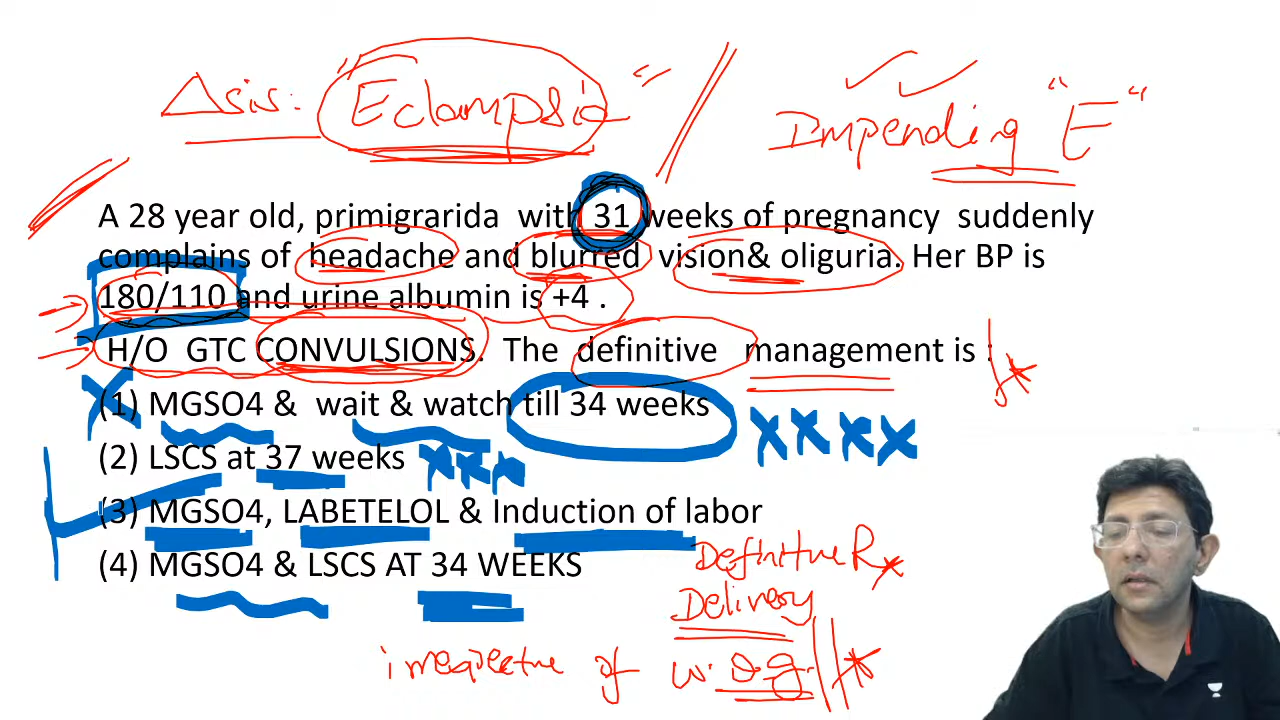 Δsis: "Eclampsia" // Impending "E"
A 28 year old, primigrarida with 31 weeks of pregnancy suddenly
complains of headache and blurred vision& oliguria. Her BP is
180/110 and urine albumin is +4 .
H/O GTC CONVULSIONS. The definitive management is :
(1) MGSO4 & wait & watch till 34 weeks
(2) LSCS at 37 weeks
(3) MGSO4, LABETELOL & Induction of labor
(4) MGSO4 & LSCS AT 34 WEEKS
Definitive Rx
Delivery
irrespective of w.o.g.